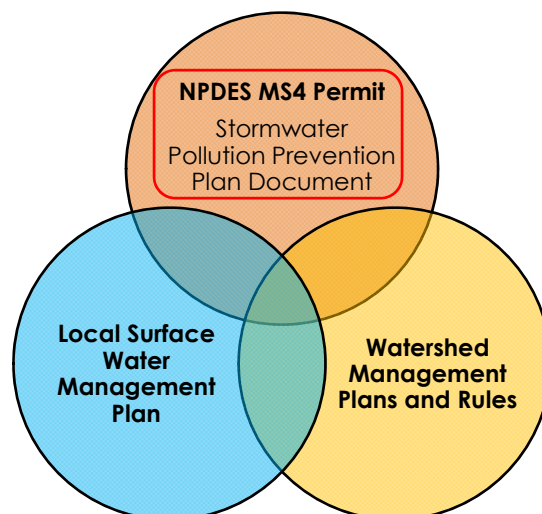 NPDES MS4 Permit
Stormwater
Pollution Prevention
Plan Document
Local Surface
Water
Management
Plan
Watershed
Management
Plans and Rules